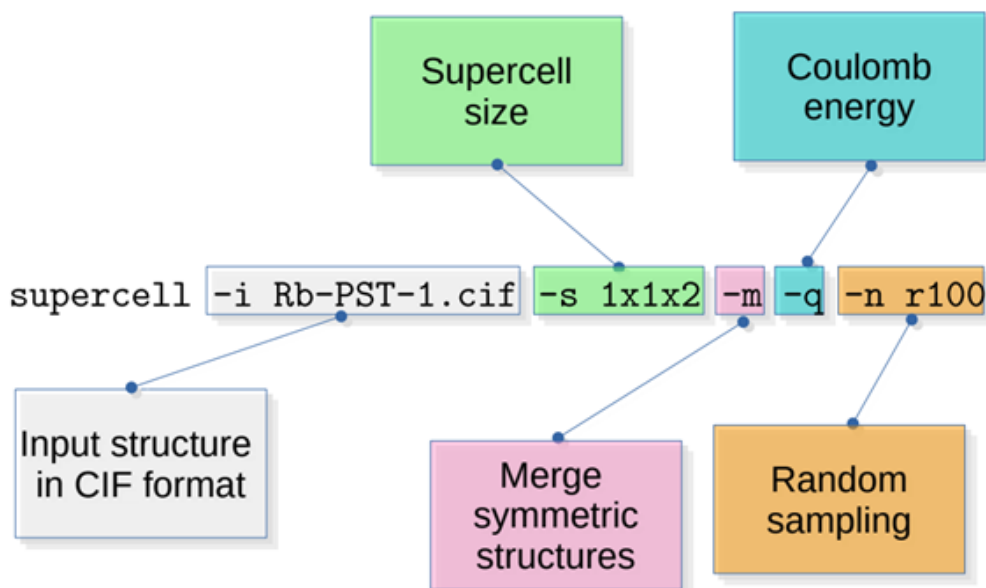 Supercell
size
Coulomb
energy
supercell -i Rb-PST-1.cif -s 1x1x2 -m -q -n r100
Input structure
in CIF format
Merge
symmetric
structures
Random
sampling